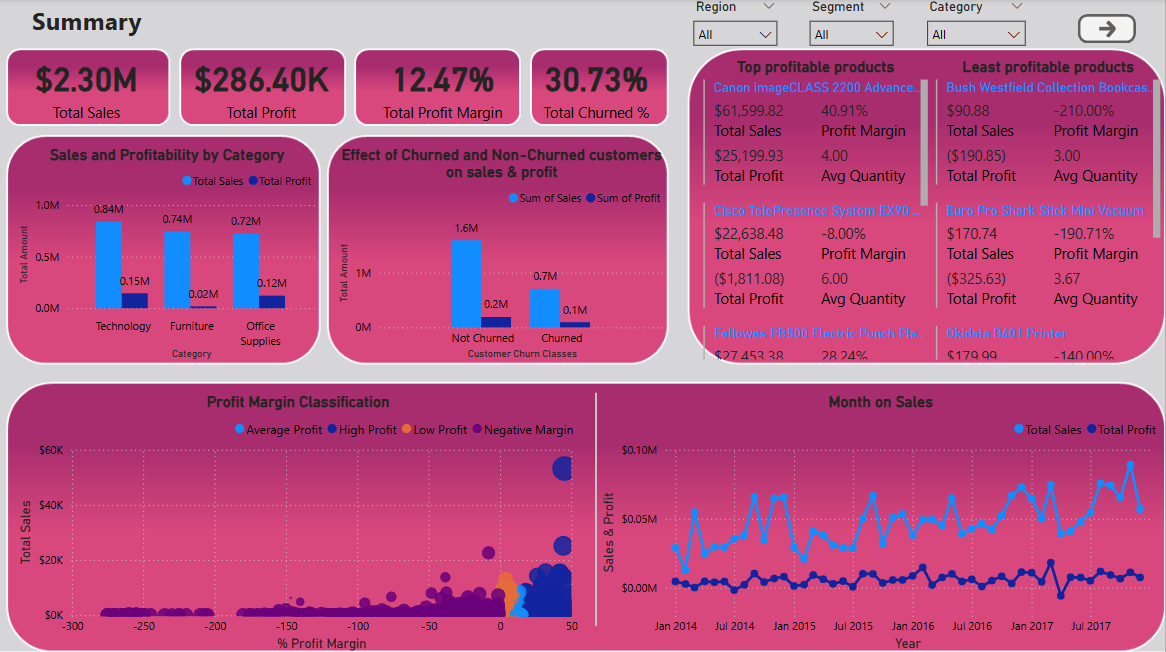 Summary
Region
Segment
Category
All
All
All
$2.30M
Total Sales
$286.40K
Total Profit
12.47%
Total Profit Margin
30.73%
Total Churned %
Top profitable products
Canon imageCLASS 2200 Advance...
$61,599.82 40.91%
Total Sales Profit Margin
$25,199.93 4.00
Total Profit Avg Quantity
Cisco TelePresence System EX90 ...
$22,638.48 -8.00%
Total Sales Profit Margin
($1,811.08) 6.00
Total Profit Avg Quantity
Fellowes PB500 Electric Punch Pla...
$27,453.38 28.24%
Least profitable products
Bush Westfield Collection Bookcas...
$90.88 -210.00%
Total Sales Profit Margin
($190.85) 3.00
Total Profit Avg Quantity
Euro Pro Shark Stick Mini Vacuum
$170.74 -190.71%
Total Sales Profit Margin
($325.63) 3.67
Total Profit Avg Quantity
Okidata B401 Printer
$179.99 -140.00%
Sales and Profitability by Category
Total Sales Total Profit
Total Amount
1.0M
0.5M
0.0M
0.84M
0.15M
0.74M
0.02M
0.72M
0.12M
Technology
Furniture
Office
Supplies
Category
Effect of Churned and Non-Churned customers
on sales & profit
Sum of Sales Sum of Profit
Total Amount
1M
0M
1.6M
0.2M
0.7M
0.1M
Not Churned
Churned
Customer Churn Classes
Profit Margin Classification
Average Profit High Profit Low Profit Negative Margin
Total Sales
$60K
$40K
$20K
$0K
-300 -250 -200 -150 -100 -50 0 50
% Profit Margin
Month on Sales
Total Sales Total Profit
Sales & Profit
$0.10M
$0.05M
$0.00M
Jan 2014 Jul 2014 Jan 2015 Jul 2015 Jan 2016 Jul 2016 Jan 2017 Jul 2017
Year